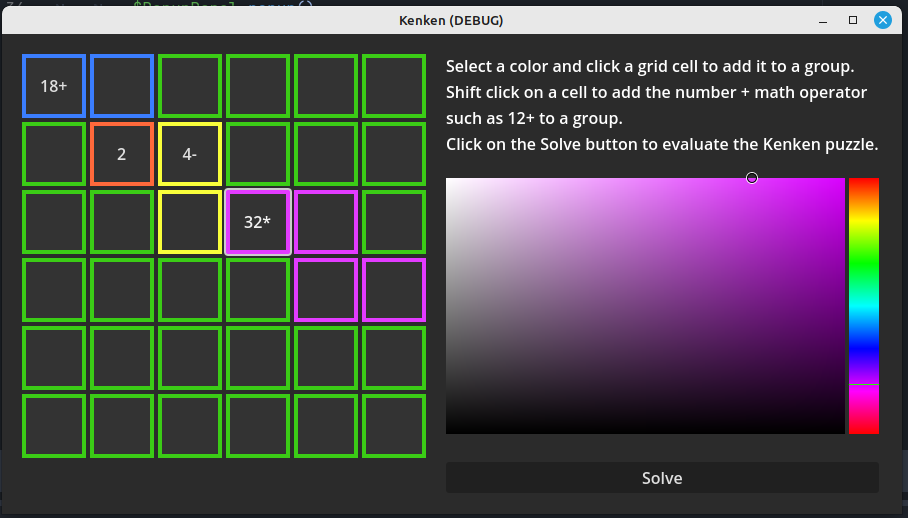 Kenken (DEBUG)
18+
2
4-
32*
Select a color and click a grid cell to add it to a group.
Shift click on a cell to add the number + math operator
such as 12+ to a group.
Click on the Solve button to evaluate the Kenken puzzle.
Solve